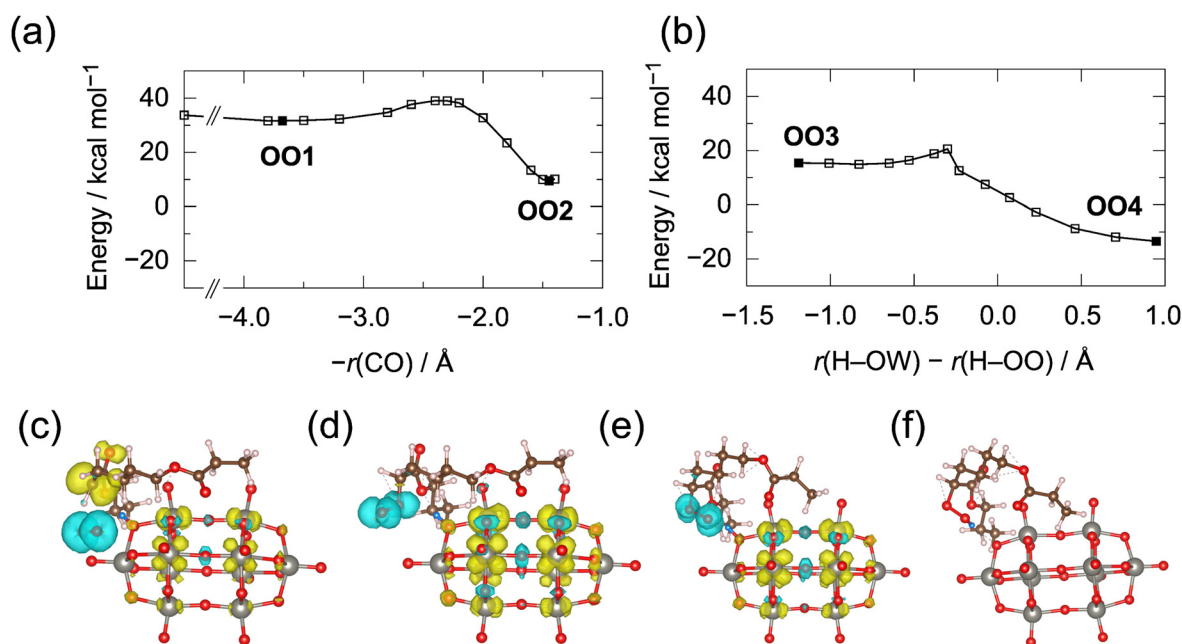 (a)
Energy / kcal mol⁻¹
40
20
0
−20
OO1
OO2
−4.0 −3.0 −2.0 −1.0
−r(CO) / Å
(b)
Energy / kcal mol⁻¹
40
20
0
−20
OO3
OO4
−1.5 −1.0 −0.5 0.0 0.5 1.0
r(H–OW) − r(H–OO) / Å
(c) (d) (e) (f)